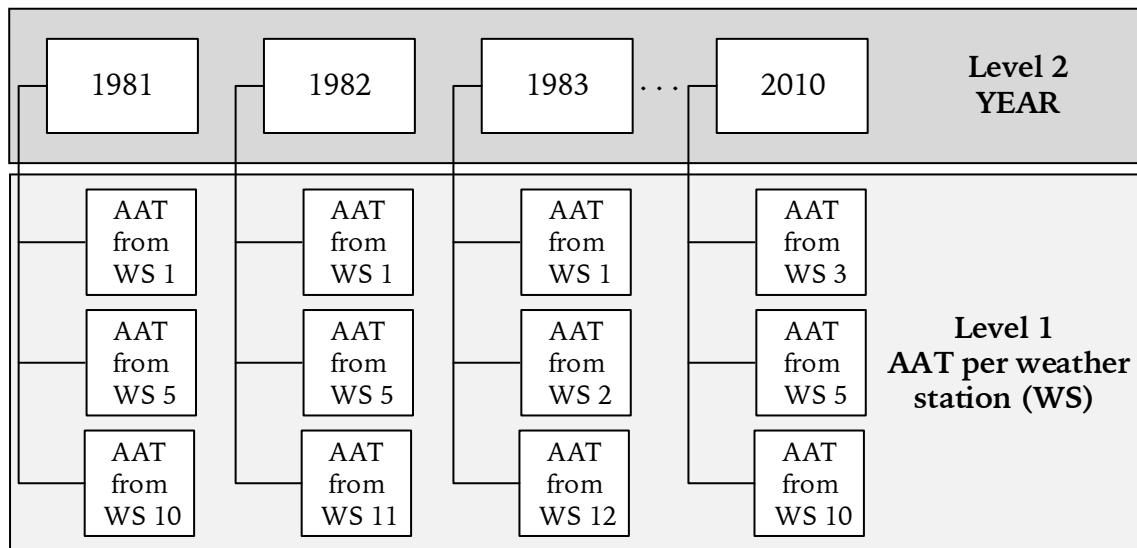 1981
1982
1983
. . .
2010
Level 2
YEAR
AAT
from
WS 1
AAT
from
WS 1
AAT
from
WS 1
AAT
from
WS 3
AAT
from
WS 5
AAT
from
WS 5
AAT
from
WS 2
AAT
from
WS 5
AAT
from
WS 10
AAT
from
WS 11
AAT
from
WS 12
AAT
from
WS 10
Level 1
AAT per weather
station (WS)